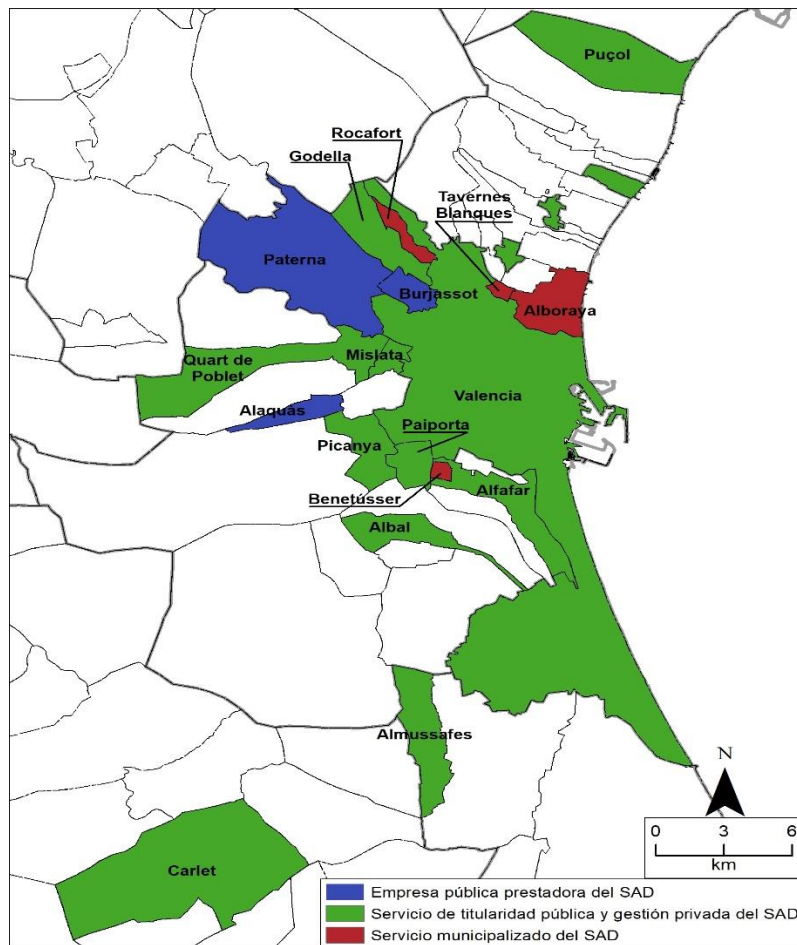 Puçol
Rocafort
Godella
Tavernes
Blanques
Paterna
Burjassot
Alboraya
Mislata
Quart de
Poblet
Valencia
Alaquás
Paiporta
Picanya
Benetússer
Alfafar
Albal
Almussafes
Carlet
N
0 3 6
km
Empresa pública prestadora del SAD
Servicio de titularidad pública y gestión privada del SAD
Servicio municipalizado del SAD